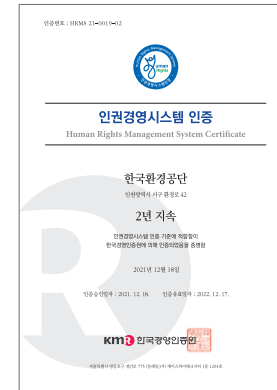 인증번호 : HRMS 21-0019-02
Human Rights
인권경영시스템 인증
Human Rights Management System Certificate
한국환경공단
인천광역시 서구 환경로 42
2년 지속
인권경영시스템 인증 기준에 적합함이
한국경영인증원에 의해 인증되었음을 증명함
2021년 12월 18일
인증승인일자 : 2021. 12. 18. 인증유효일자 : 2022. 12. 17.
KMR 한국경영인증원